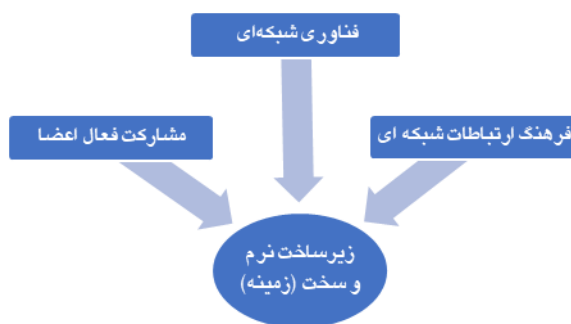 فناوری شبکه‌ای
فرهنگ ارتباطات شبکه ای
مشارکت فعال اعضا
زیرساخت نرم
و سخت (زمینه)